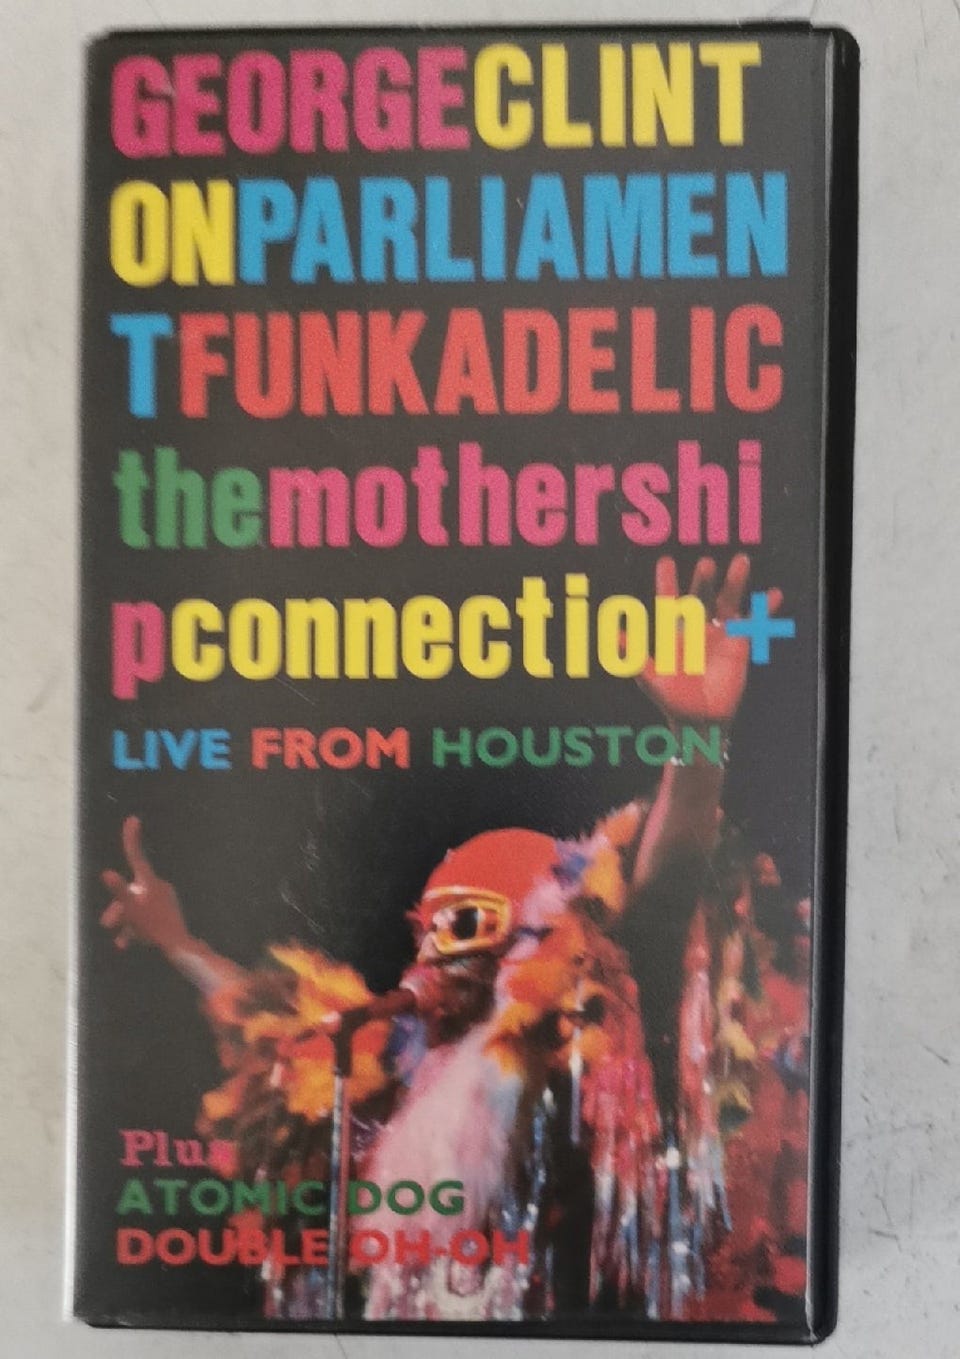 GEORGECLINT
ONPARLIAMEN
TFUNKADELIC
themothershi
pconnection+
LIVE FROM HOUSTON
Plus
ATOMIC DOG
DOUBLE OH-OH